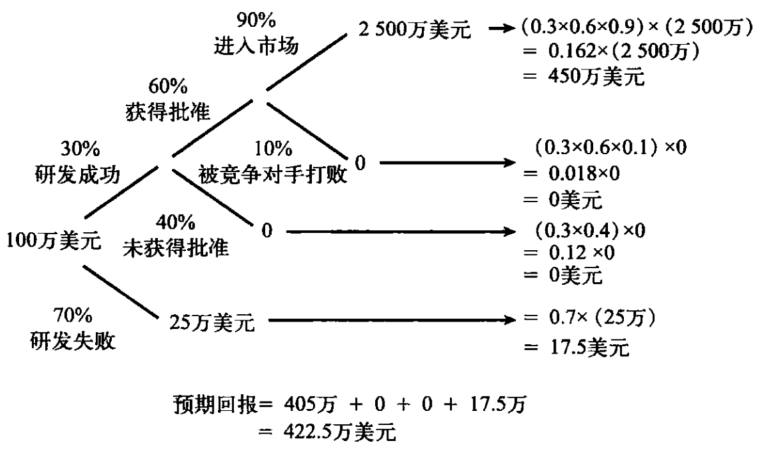 90%
进入市场
2 500万美元
(0.3×0.6×0.9) × (2 500万)
= 0.162×(2 500万)
= 450万美元
60%
获得批准
30%
研发成功
10%
被竞争对手打败
0
(0.3×0.6×0.1) ×0
= 0.018×0
= 0美元
100万美元
40%
未获得批准
0
(0.3×0.4) ×0
= 0.12 ×0
= 0美元
70%
研发失败
25万美元
= 0.7× (25万)
= 17.5美元
预期回报= 405万 + 0 + 0 + 17.5万
= 422.5万美元